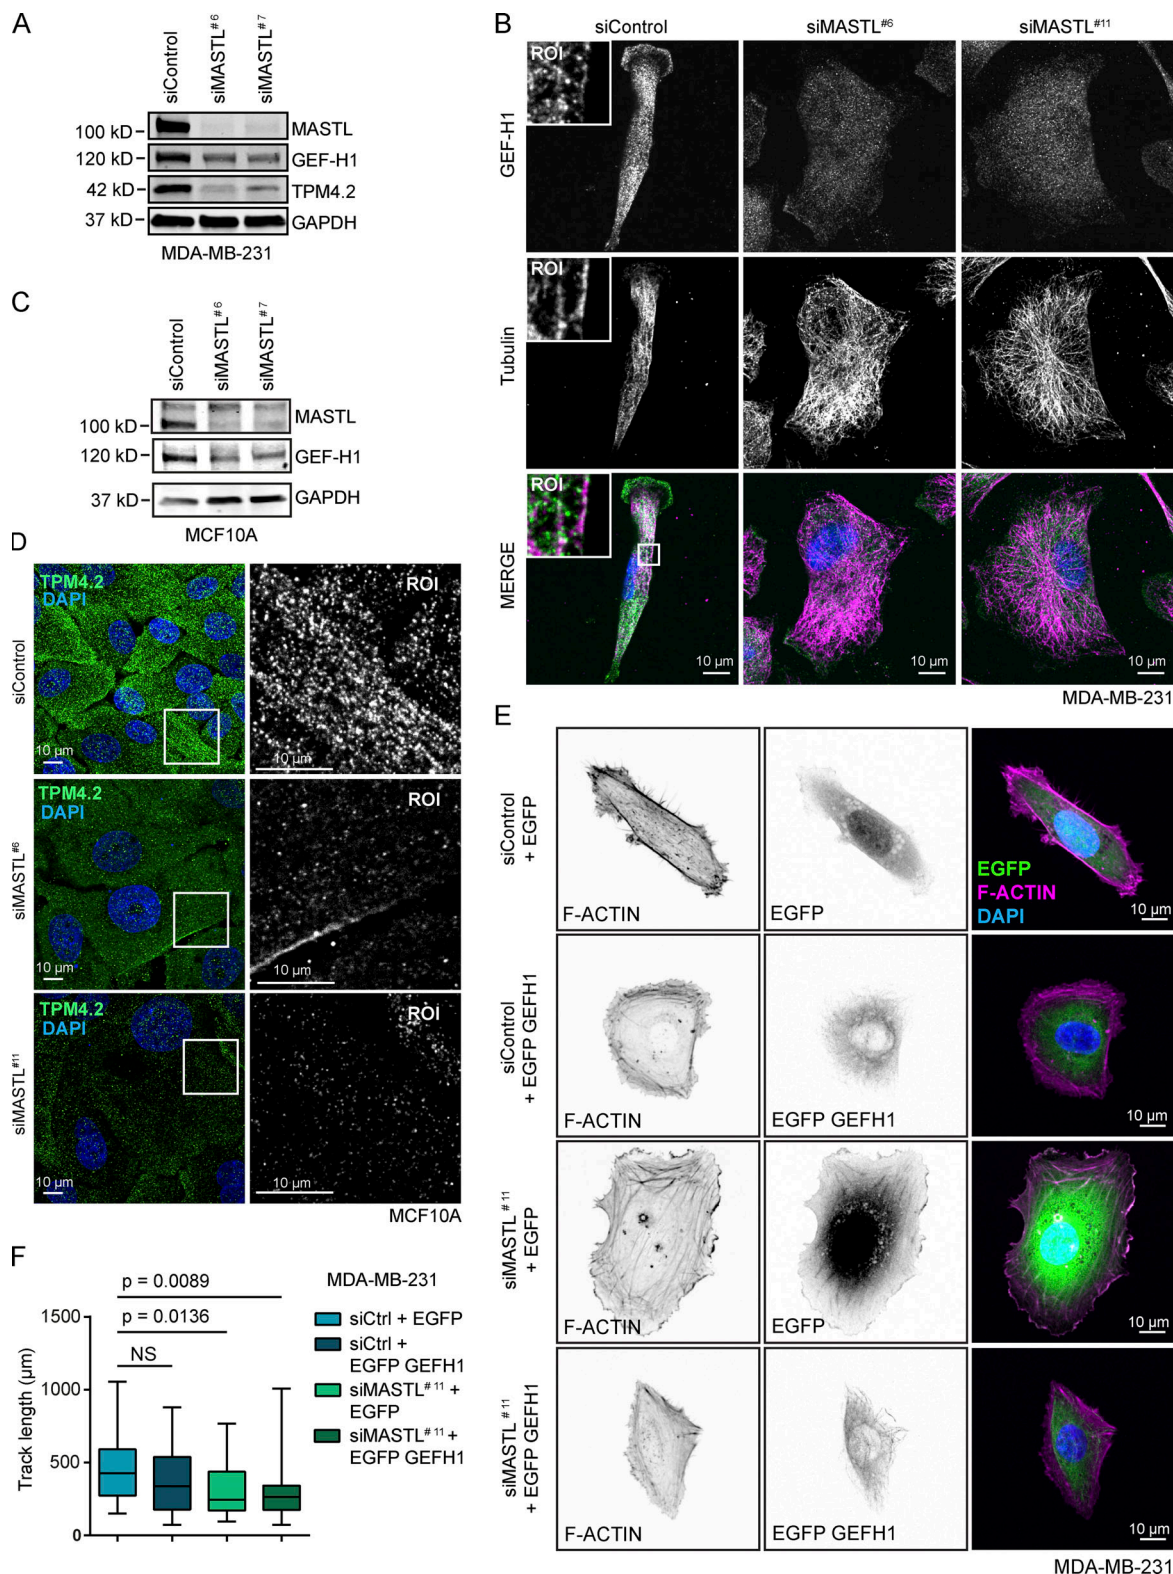 A
siControl
siMASTL#6
siMASTL#7
100 kD
MASTL
120 kD
GEF-H1
42 kD
TPM4.2
37 kD
GAPDH
MDA-MB-231
B
siControl
siMASTL#6
siMASTL#11
GEF-H1
ROI
Tubulin
ROI
MERGE
ROI
10 µm
10 µm
10 µm
MDA-MB-231
C
siControl
siMASTL#6
siMASTL#7
100 kD
MASTL
120 kD
GEF-H1
37 kD
GAPDH
MCF10A
D
siControl
TPM4.2
DAPI
10 µm
ROI
10 µm
siMASTL#6
TPM4.2
DAPI
10 µm
ROI
10 µm
siMASTL#11
TPM4.2
DAPI
10 µm
ROI
10 µm
MCF10A
E
siControl
+ EGFP
F-ACTIN
EGFP
EGFP
F-ACTIN
DAPI
10 µm
siControl
+ EGFP GEFH1
F-ACTIN
EGFP GEFH1
10 µm
siMASTL#11
+ EGFP
F-ACTIN
EGFP
10 µm
siMASTL#11
+ EGFP GEFH1
F-ACTIN
EGFP GEFH1
10 µm
MDA-MB-231
F
p = 0.0089
p = 0.0136
NS
Track length (µm)
1500
1000
500
0
MDA-MB-231
siCtrl + EGFP
siCtrl +
EGFP GEFH1
siMASTL#11 +
EGFP
siMASTL#11 +
EGFP GEFH1